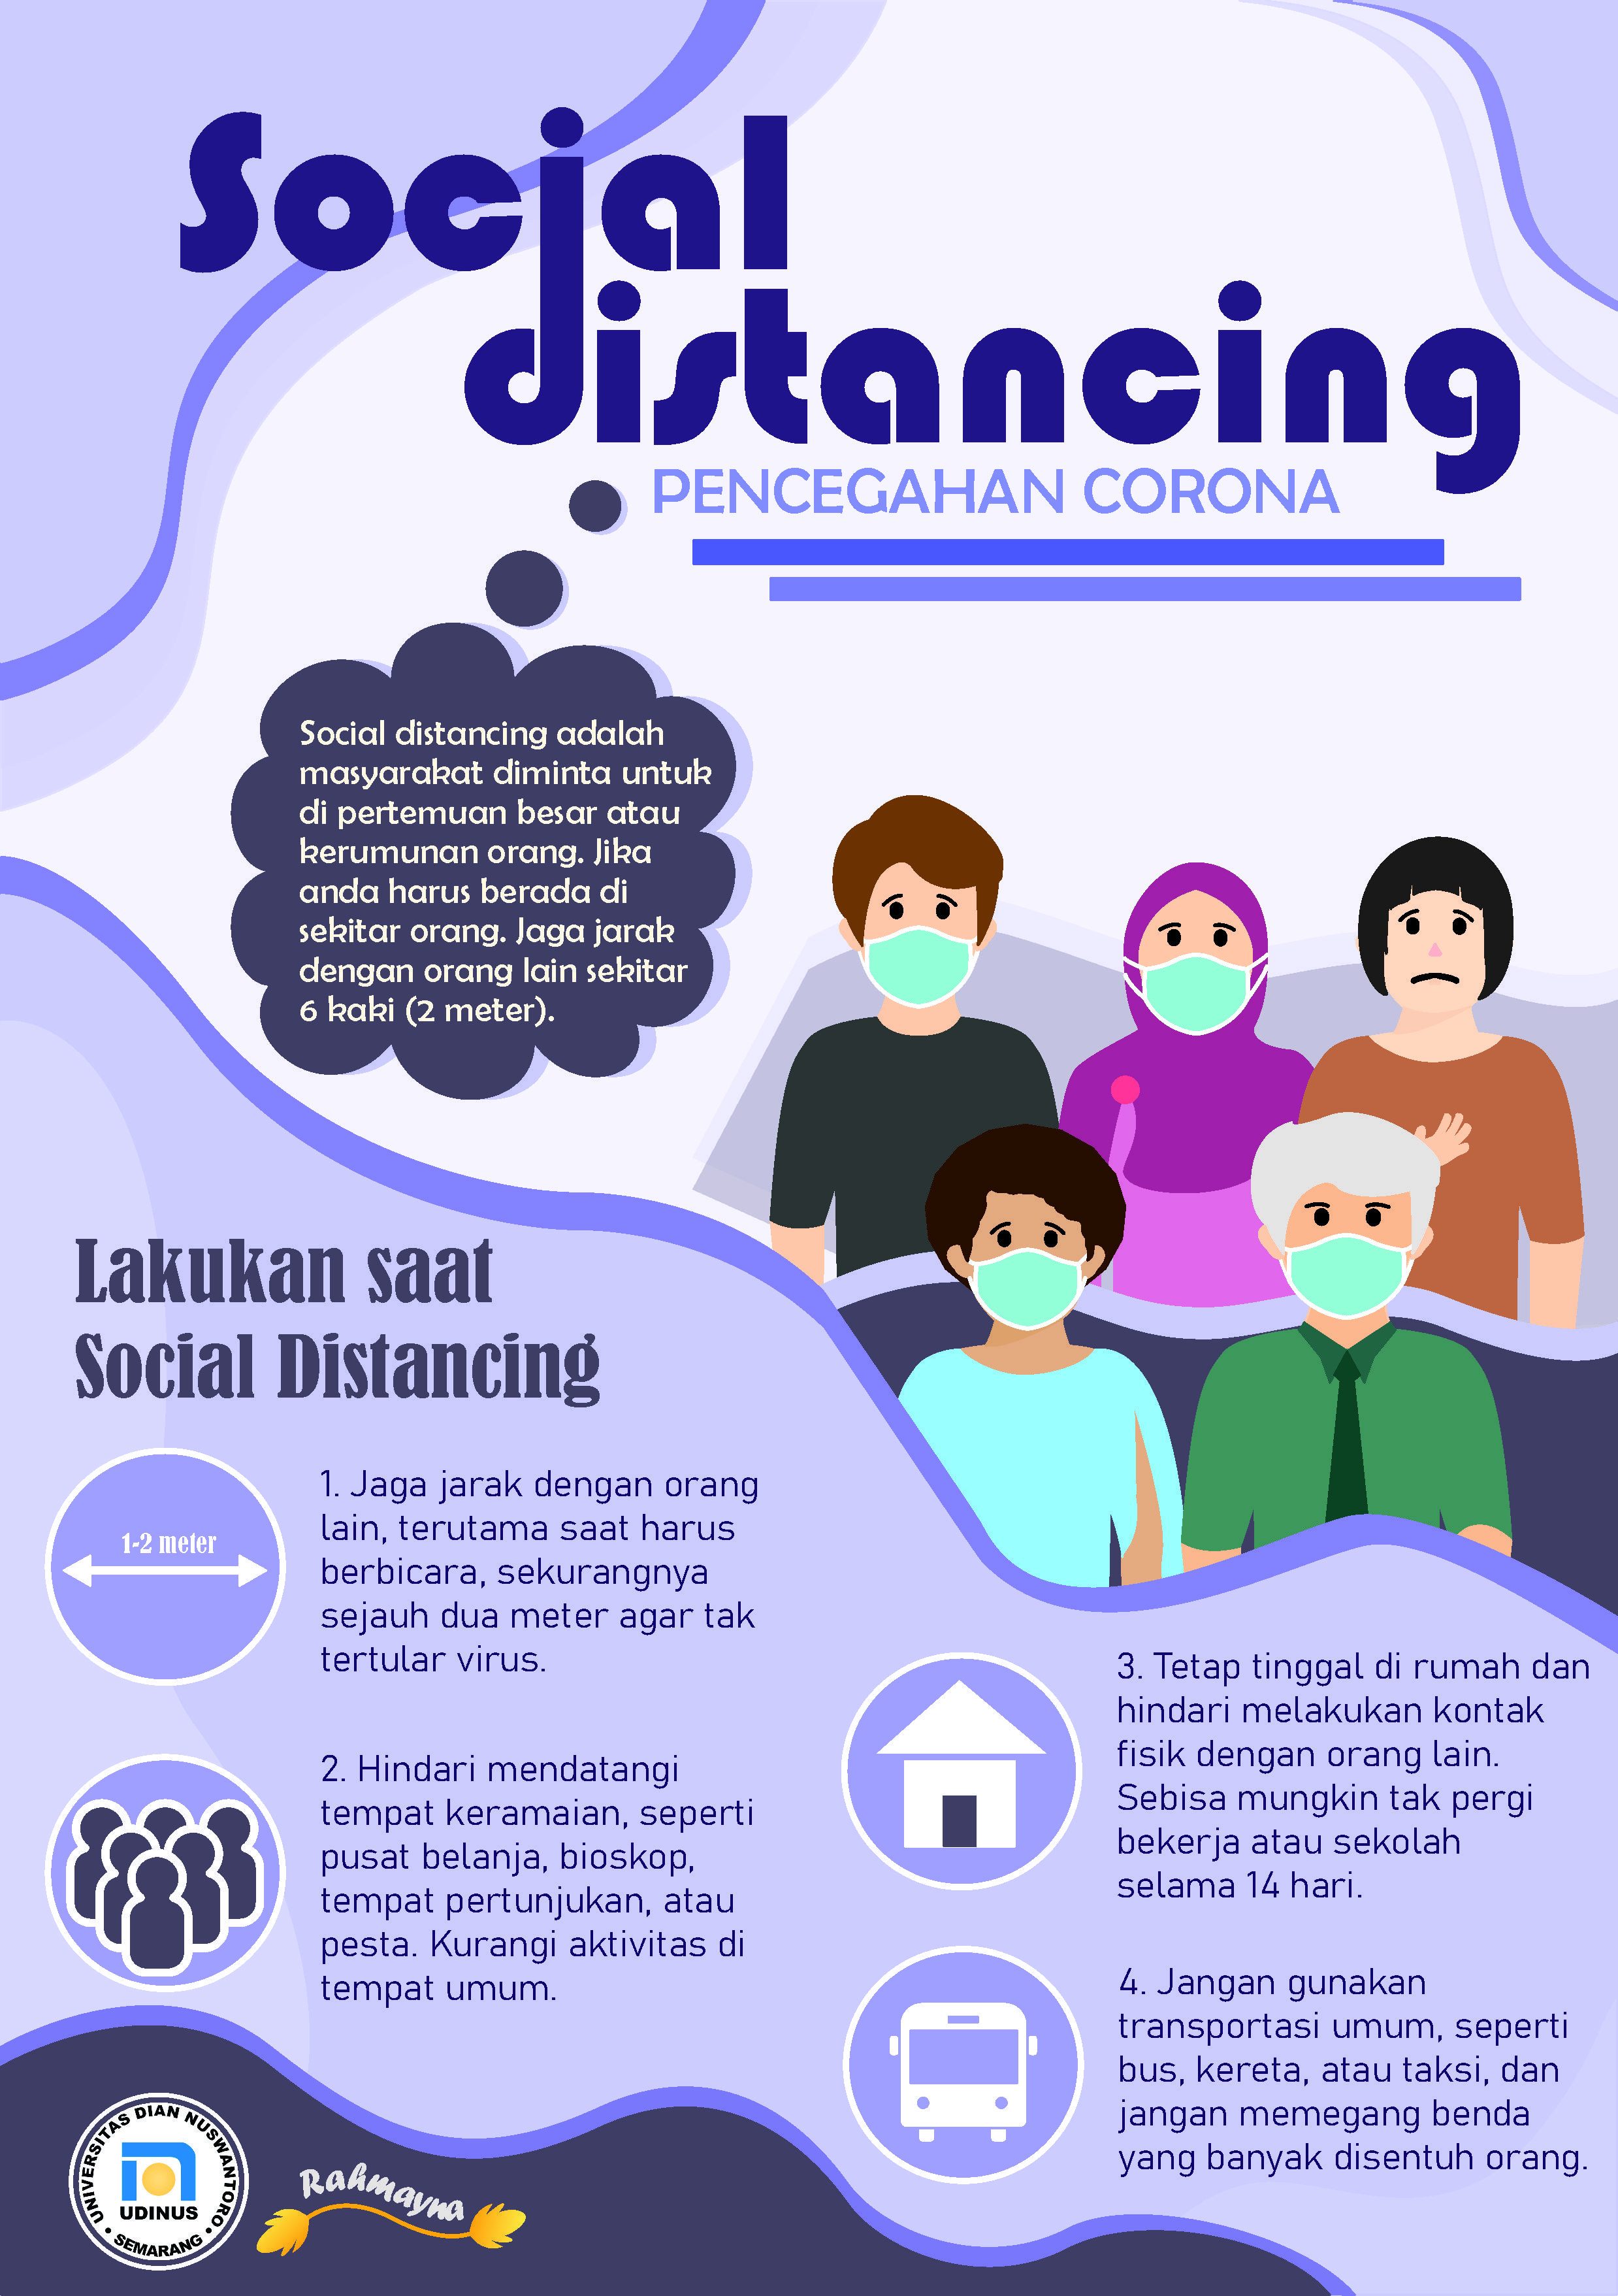 Social
distancing
PENCEGAHAN CORONA
Social distancing adalah
masyarakat diminta untuk
di pertemuan besar atau
kerumunan orang. Jika
anda harus berada di
sekitar orang. Jaga jarak
dengan orang lain sekitar
6 kaki (2 meter).
Lakukan saat
Social Distancing
1-2 meter
1. Jaga jarak dengan orang
lain, terutama saat harus
berbicara, sekurangnya
sejauh dua meter agar tak
tertular virus.
2. Hindari mendatangi
tempat keramaian, seperti
pusat belanja, bioskop,
tempat pertunjukan, atau
pesta. Kurangi aktivitas di
tempat umum.
3. Tetap tinggal di rumah dan
hindari melakukan kontak
fisik dengan orang lain.
Sebisa mungkin tak pergi
bekerja atau sekolah
selama 14 hari.
4. Jangan gunakan
transportasi umum, seperti
bus, kereta, atau taksi, dan
jangan memegang benda
yang banyak disentuh orang.
UNIVERSITAS DIAN NUSWANTORO
UDINUS
SEMARANG
Rahmayna